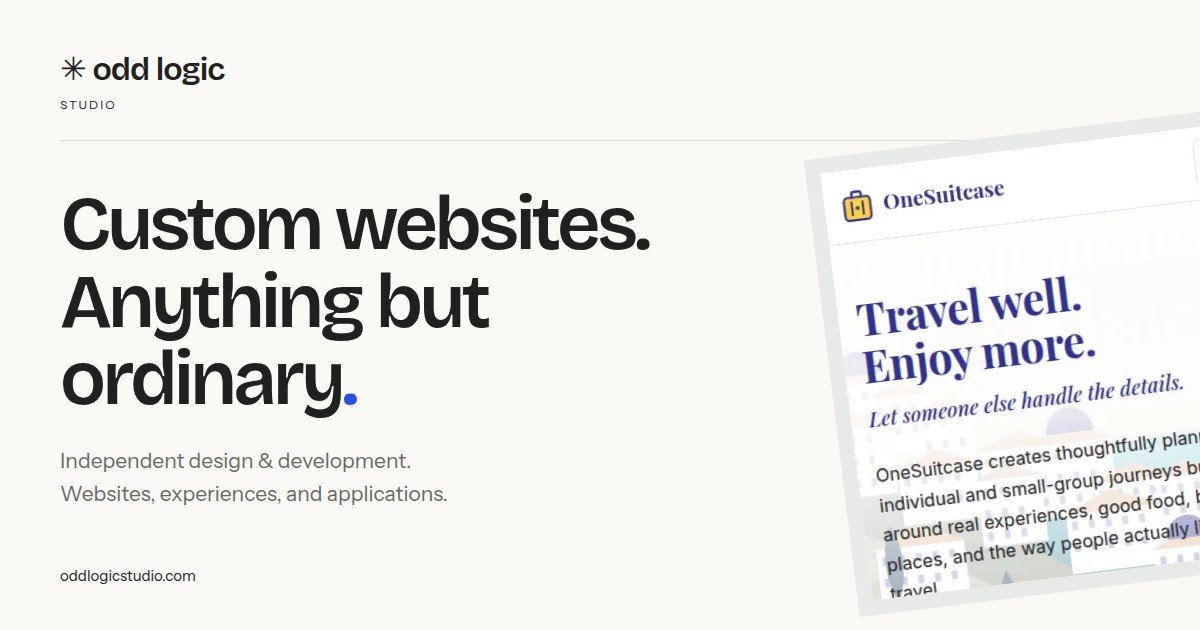 odd logic
STUDIO
Custom websites.
Anything but
ordinary.
Independent design & development.
Websites, experiences, and applications.
oddlogicstudio.com
OneSuitcase
Travel well.
Enjoy more.
Let someone else handle the details.
OneSuitcase creates thoughtfully
individual and small-group journeys
around real experiences, good food,
places, and the way people actually
travel